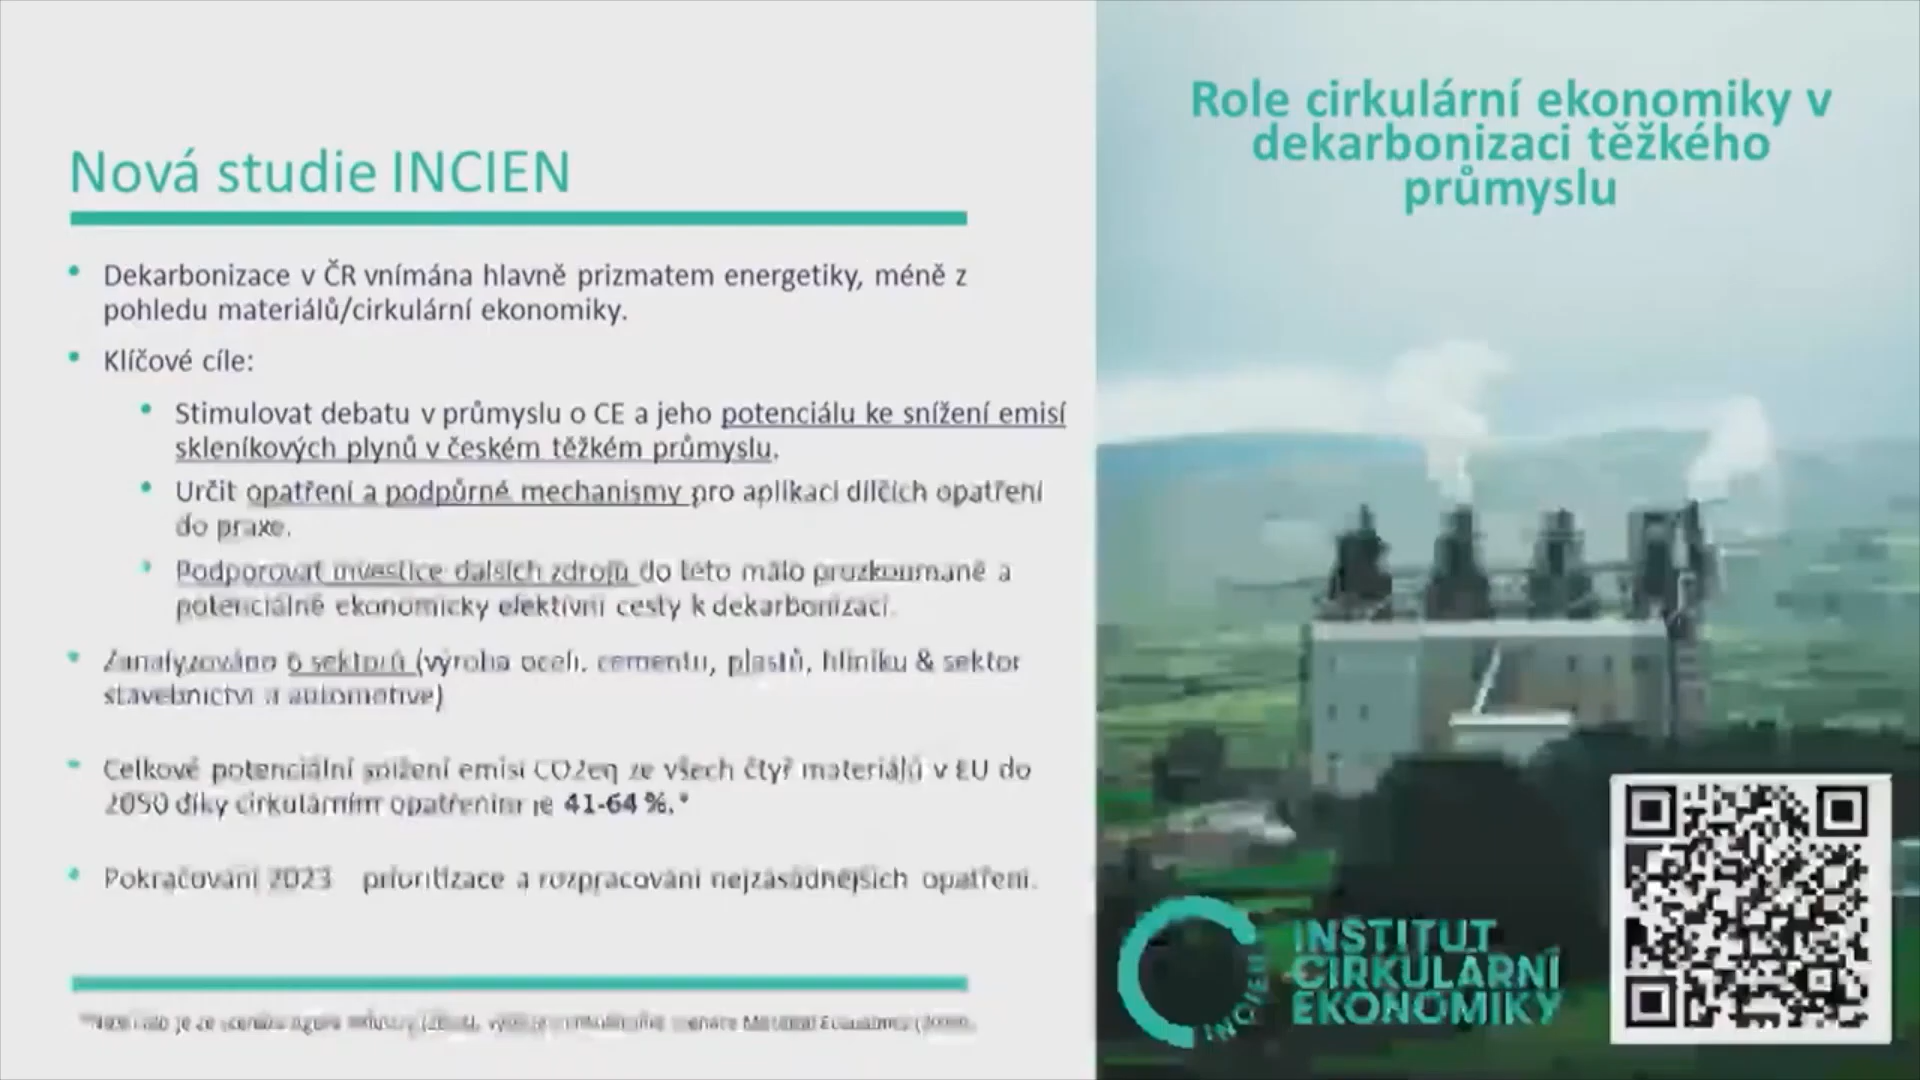 Nová studie INCIEN
Dekarbonizace v ČR vnímána hlavně prizmatem energetiky, méně z
pohledu materiálů/cirkulární ekonomiky.
Klíčové cíle:
Stimulovat debatu v průmyslu o CE a jeho potenciálu ke snížení emisí
skleníkových plynů v českém těžkém průmyslu.
Určit opatření a podpůrné mechanismy pro aplikaci dílčích opatření
do praxe.
Podporovat investice dalších zdrojů do této málo prozkoumané a
potenciálně ekonomicky efektivní cesty k dekarbonizaci.
Zanalyzováno 6 sektorů (výroba oceli, cementu, plastů, hliníku & sektor
stavebnictví a automotive)
Celkové potenciální snížení emisí CO2eq ze všech čtyř materiálů v EU do
2050 díky cirkulárním opatřením je 41-64 %.*
Pokračování 2023 prioritizace a rozpracování nejzásadnějších opatření.
Role cirkulární ekonomiky v
dekarbonizaci těžkého
průmyslu
INCIEN
INSTITUT
CIRKULÁRNÍ
EKONOMIKY